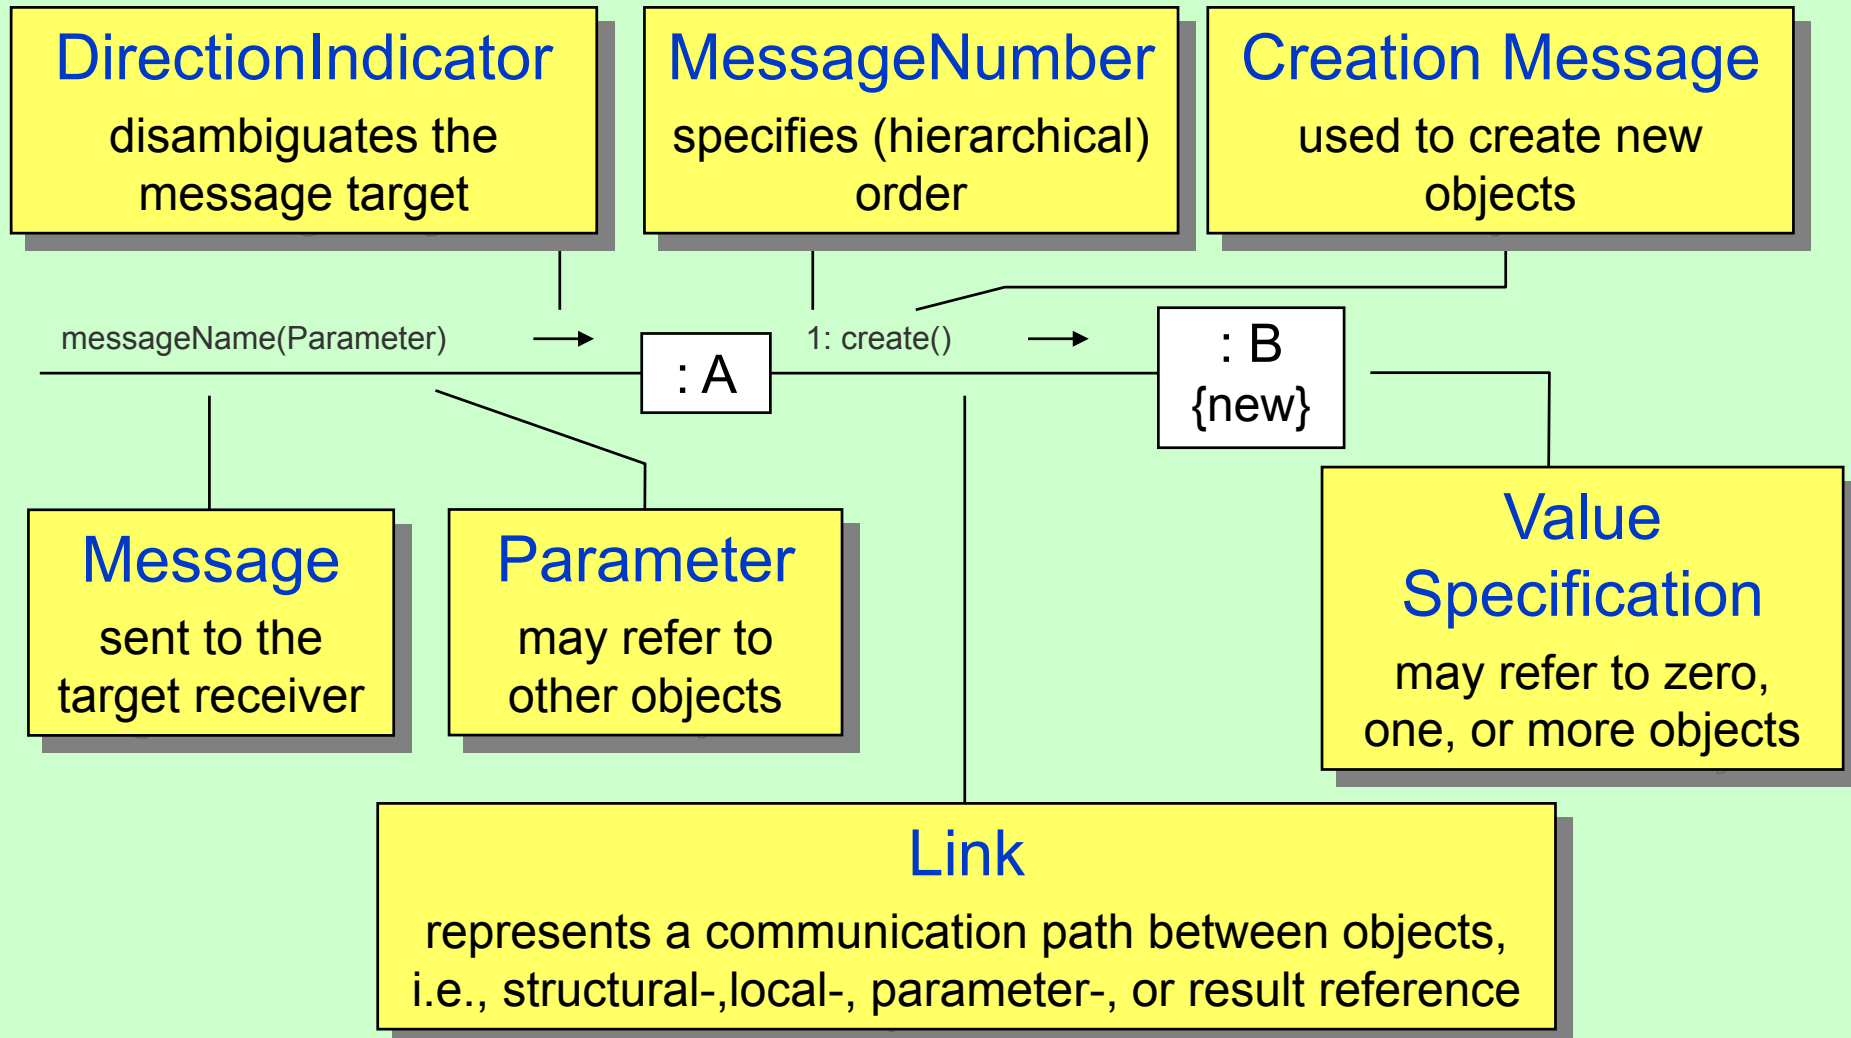 DirectionIndicator
disambiguates the
message target
MessageNumber
specifies (hierarchical)
order
Creation Message
used to create new
objects
messageName(Parameter)
: A
1: create()
: B
{new}
Message
sent to the
target receiver
Parameter
may refer to
other objects
Value
Specification
may refer to zero,
one, or more objects
Link
represents a communication path between objects,
i.e., structural-,local-, parameter-, or result reference